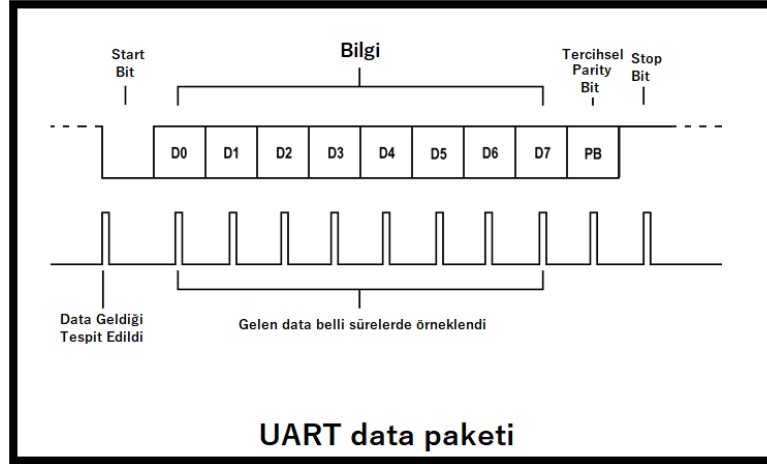 Start
Bit
Bilgi
Tercihsel
Parity
Bit
Stop
Bit
D0
D1
D2
D3
D4
D5
D6
D7
PB
Data Geldiği
Tespit Edildi
Gelen data belli sürelerde örneklendi
UART data paketi